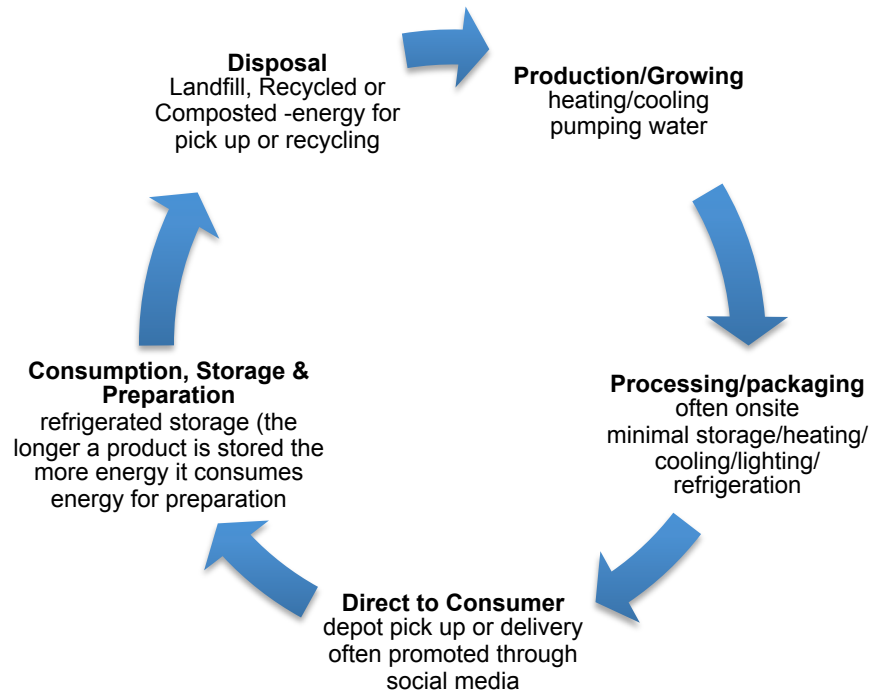 Disposal
Landfill, Recycled or
Composted -energy for
pick up or recycling
Production/Growing
heating/cooling
pumping water
Processing/packaging
often onsite
minimal storage/heating/
cooling/lighting/
refrigeration
Direct to Consumer
depot pick up or delivery
often promoted through
social media
Consumption, Storage &
Preparation
refrigerated storage (the
longer a product is stored the
more energy it consumes
energy for preparation